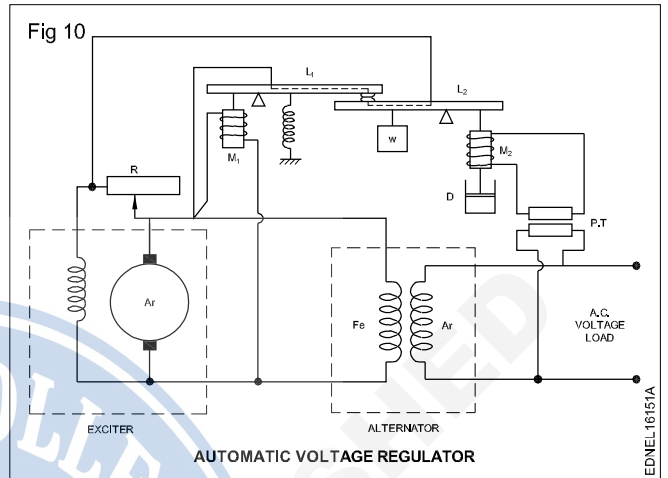 Fig 10
L1
L2
W
M1
M2
R
D
P.T
Ar
Fe
Ar
A.C.
VOLTAGE
LOAD
EXCITER
ALTERNATOR
AUTOMATIC VOLTAGE REGULATOR
EDNEL16151A